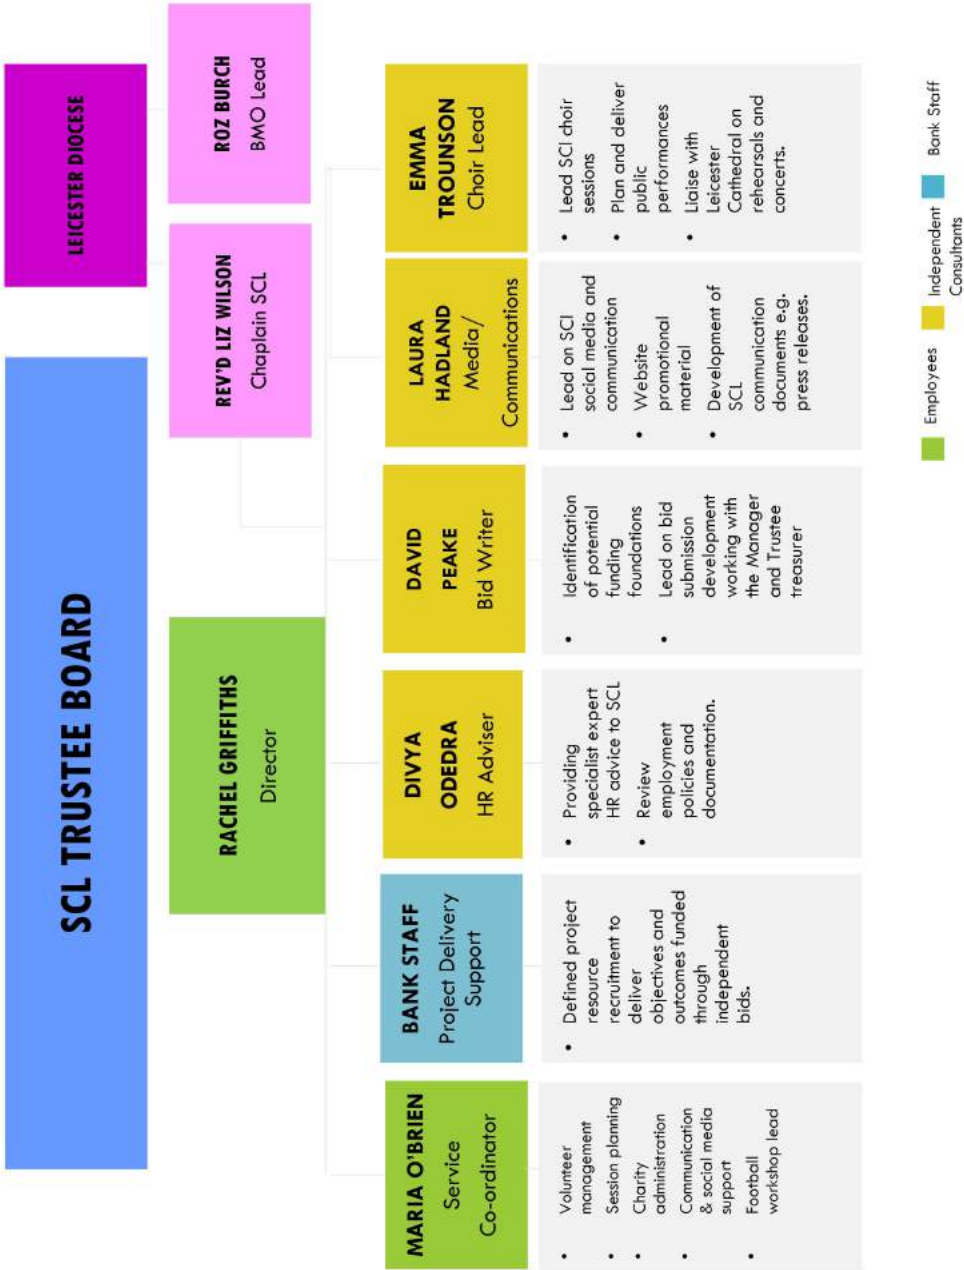 SCL TRUSTEE BOARD
LEICESTER DIOCESE
RACHEL GRIFFITHS
Director
REV'D LIZ WILSON
Chaplain SCL
ROZ BURCH
BMO Lead
MARIA O'BRIEN
Service
Co-ordinator
• Volunteer
management
• Session planning
• Charity
administration
• Communication
& social media
support
• Football
workshop lead
BANK STAFF
Project Delivery
Support
• Defined project
resource
recruitment to
deliver
objectives and
outcomes funded
through
independent
bids.
DIVYA
ODEDRA
HR Adviser
• Providing
specialist expert
HR advice to SCL
• Review
employment
policies and
documentation.
DAVID
PEAKE
Bid Writer
• Identification
of potential
funding
foundations
• Lead on bid
submission
development
working with
the Manager
and Trustee
treasurer
LAURA
HADLAND
Media/
Communications
• Lead on SCl
social media and
communication
• Website
promotional
material
• Development of
SCL
communication
documents e.g.
press releases.
EMMA
TROUNSON
Choir Lead
• Lead SCl choir
sessions
• Plan and deliver
public
performances
• Liaise with
Leicester
Cathedral on
rehearsals and
concerts.
Employees
Independent
Consultants
Bank Staff